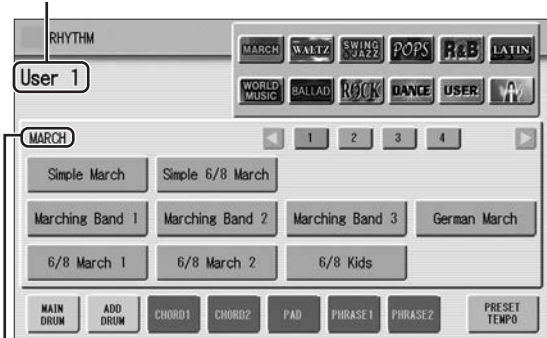 RHYTHM
MARCH WALTZ SWING &JAZZ POPS R&B LATIN
User 1
WORLD MUSIC BALLAD ROCK DANCE USER
MARCH 1 2 3 4
Simple March Simple 6/8 March
Marching Band 1 Marching Band 2 Marching Band 3 German March
6/8 March 1 6/8 March 2 6/8 Kids
MAIN DRUM ADD DRUM CHORD1 CHORD2 PAD PHRASE1 PHRASE2 PRESET TEMPO